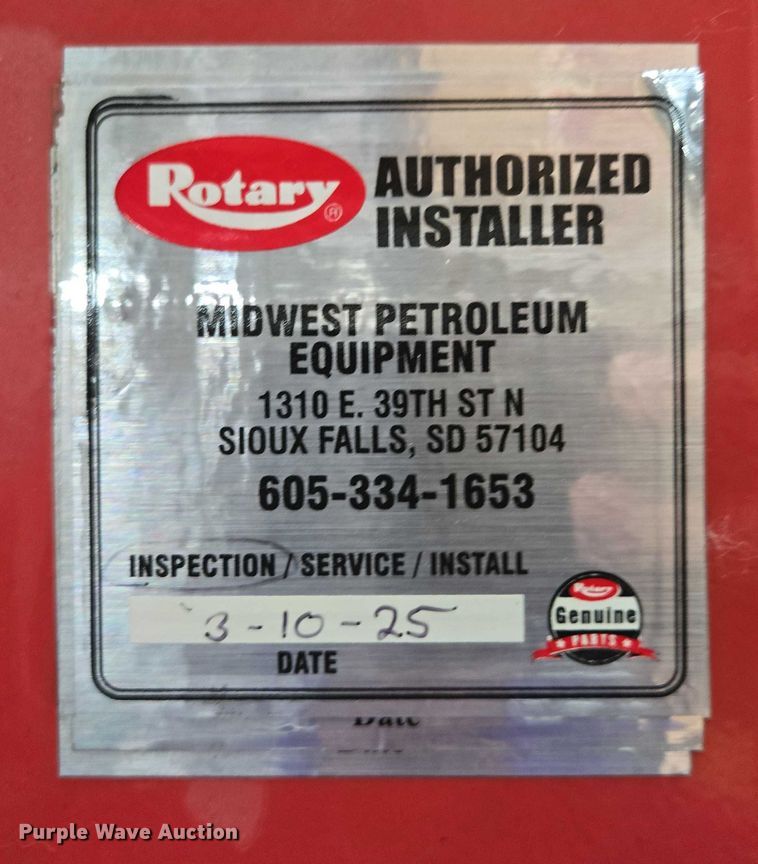 Rotary ®
AUTHORIZED
INSTALLER
MIDWEST PETROLEUM
EQUIPMENT
1310 E. 39TH ST N
SIOUX FALLS, SD 57104
605-334-1653
INSPECTION / SERVICE / INSTALL
3-10-25
DATE
Rotary
Genuine
PARTS
Date
Purple Wave Auction